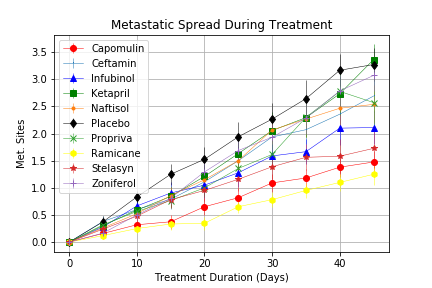 Metastatic Spread During Treatment
Met. Sites
3.5
3.0
2.5
2.0
1.5
1.0
0.5
0.0
Capomulin
Ceftamin
Infubinol
Ketapril
Naftisol
Placebo
Propriva
Ramicane
Stelasyn
Zoniferol
0 10 20 30 40
Treatment Duration (Days)